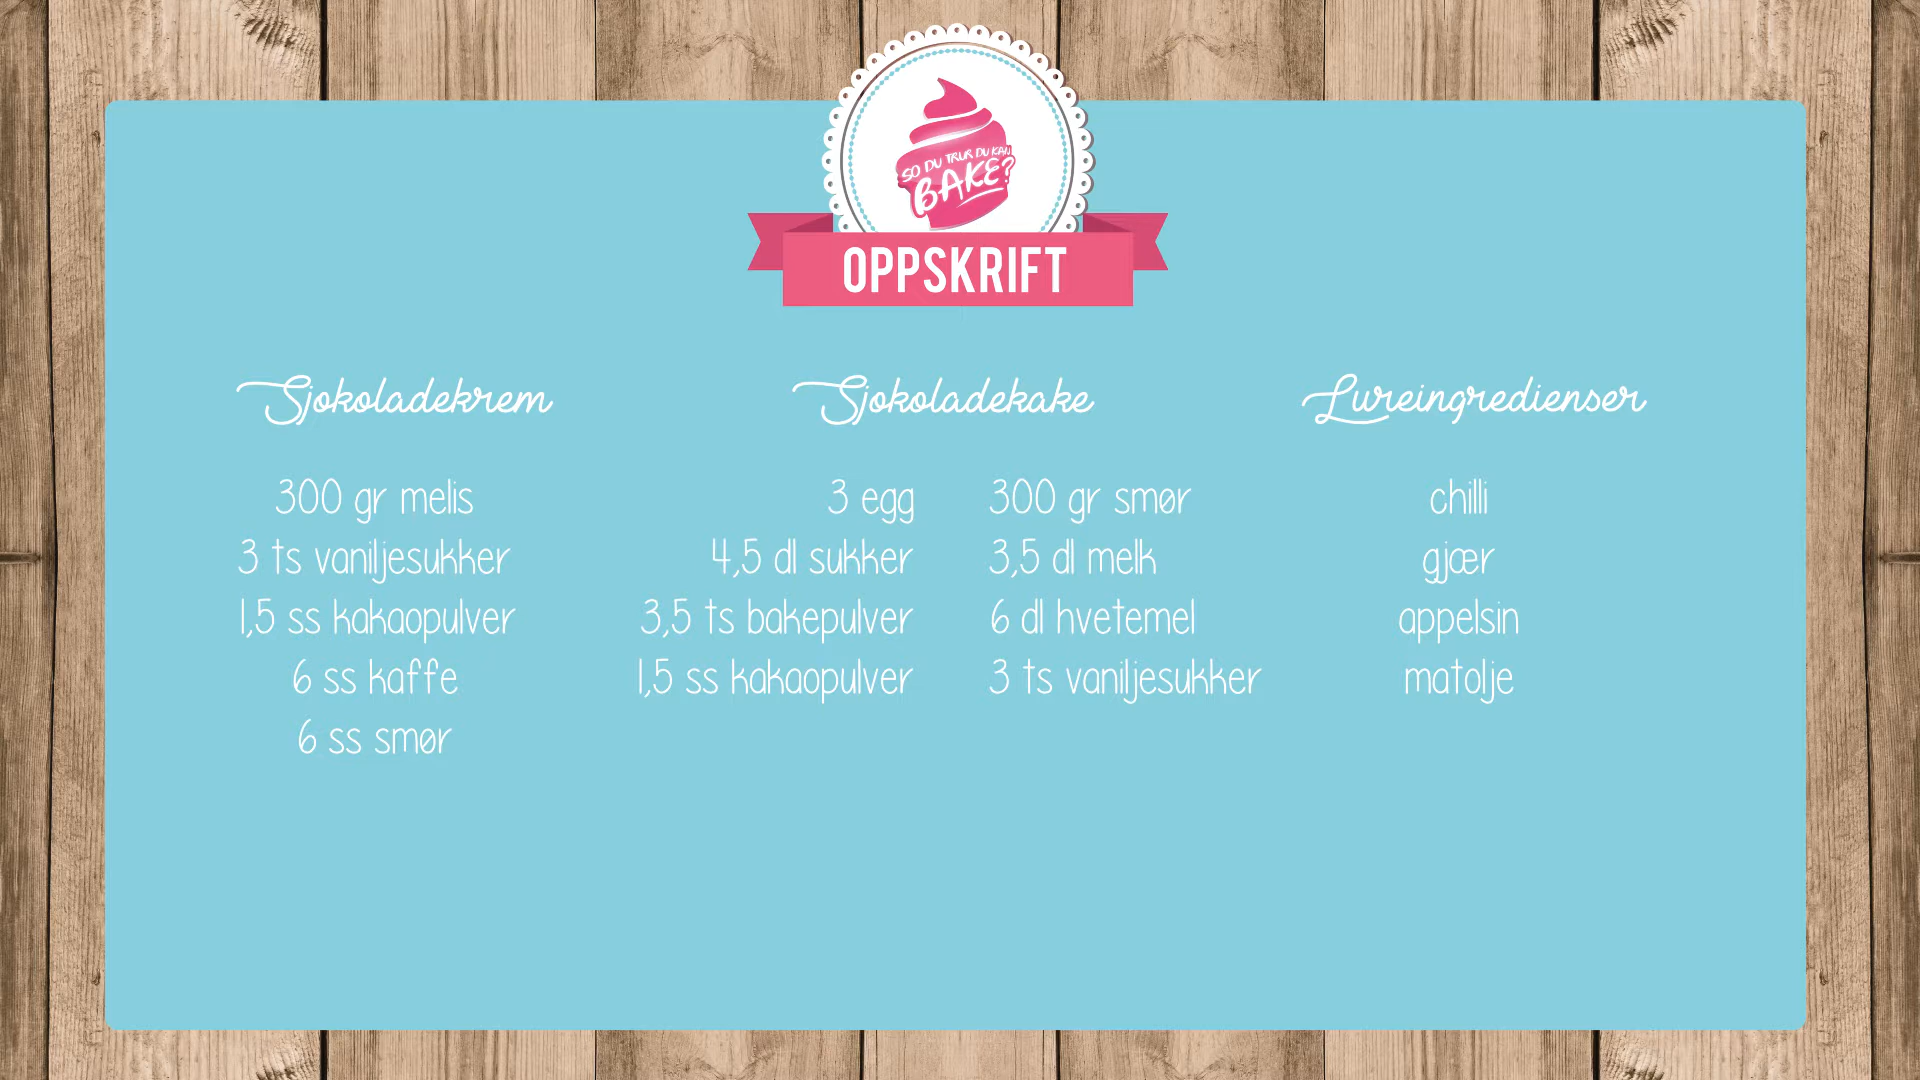 SO DU TRUR DU KAN
BAKE?
OPPSKRIFT
Sjokoladekrem
300 gr melis
3 ts vaniljesukker
1,5 ss kakaopulver
6 ss kaffe
6 ss smør
Sjokoladekake
3 egg
4,5 dl sukker
3,5 ts bakepulver
1,5 ss kakaopulver
300 gr smør
3,5 dl melk
6 dl hvetemel
3 ts vaniljesukker
Lureingredienser
chilli
gjær
appelsin
matolje